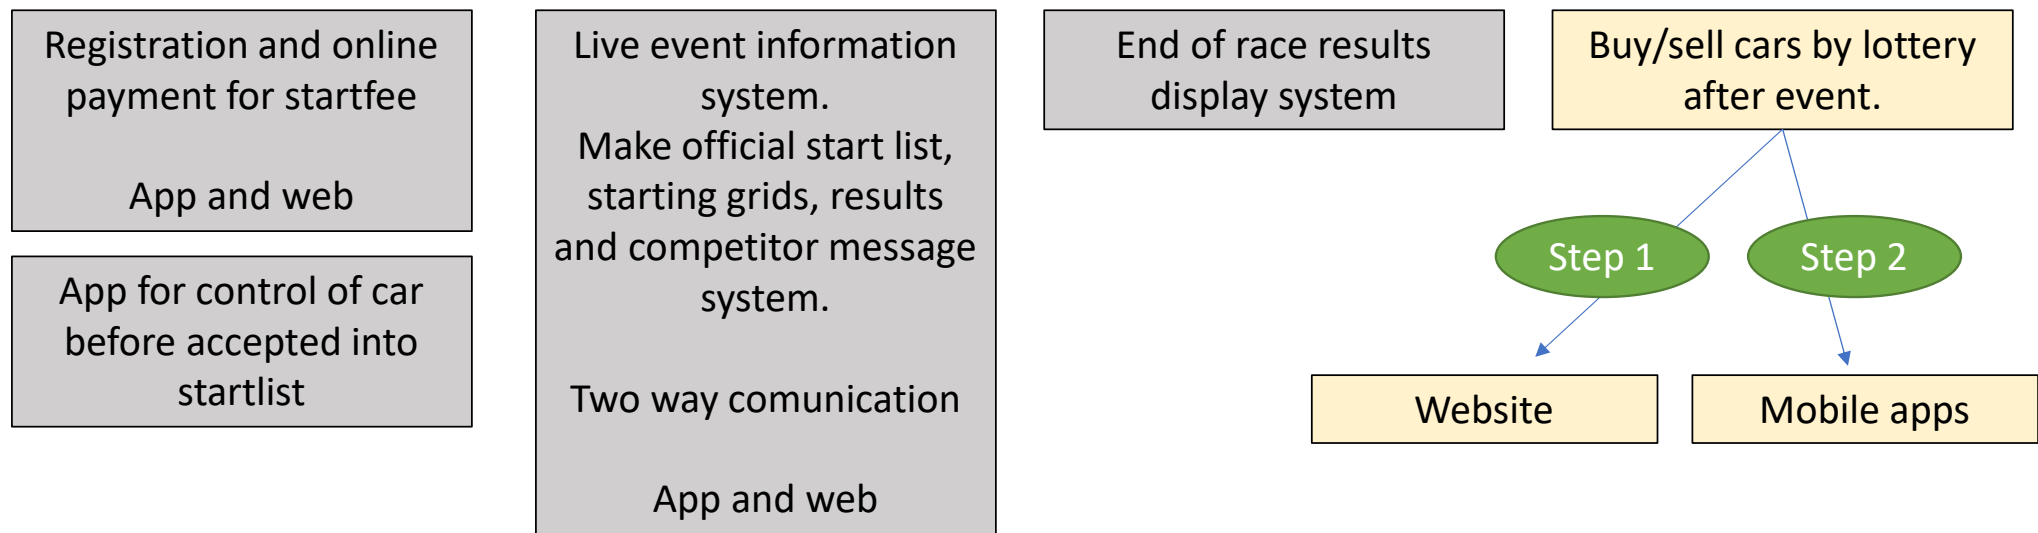 Registration and online
payment for startfee
App and web
App for control of car
before accepted into
startlist
Live event information
system.
Make official start list,
starting grids, results
and competitor message
system.
Two way comunication
App and web
End of race results
display system
Buy/sell cars by lottery
after event.
Step 1
Step 2
Website
Mobile apps